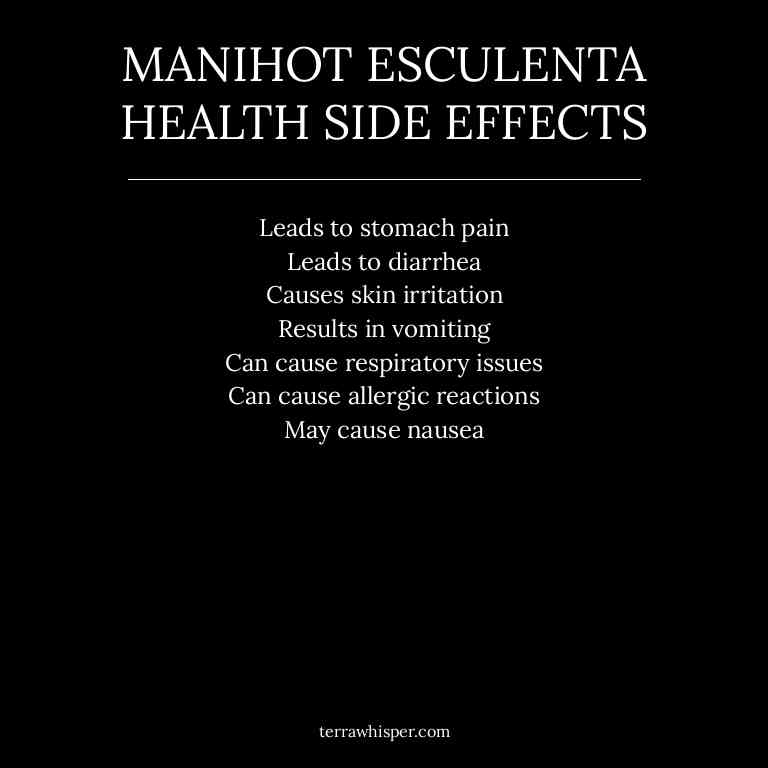 MANIHOT ESCULENTA
HEALTH SIDE EFFECTS
Leads to stomach pain
Leads to diarrhea
Causes skin irritation
Results in vomiting
Can cause respiratory issues
Can cause allergic reactions
May cause nausea
terrawhisper.com